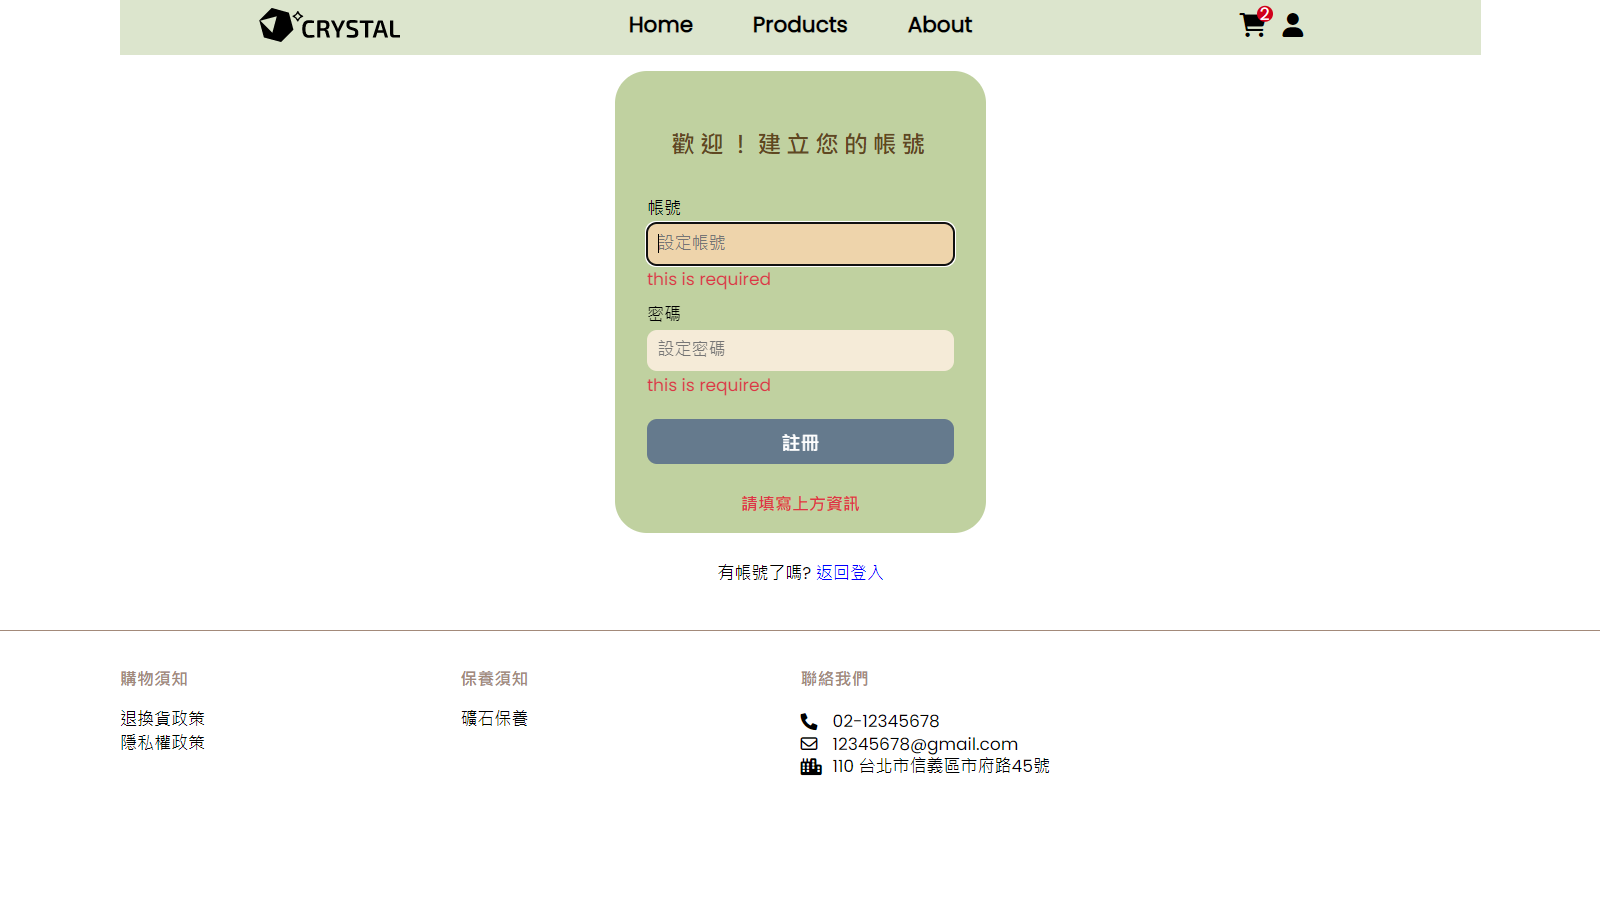 CRYSTAL
Home
Products
About
2
歡迎！建立您的帳號
帳號
設定帳號
this is required
密碼
設定密碼
this is required
註冊
請填寫上方資訊
有帳號了嗎? 返回登入
購物須知
退換貨政策
隱私權政策
保養須知
礦石保養
聯絡我們
02-12345678
12345678@gmail.com
110 台北市信義區市府路45號